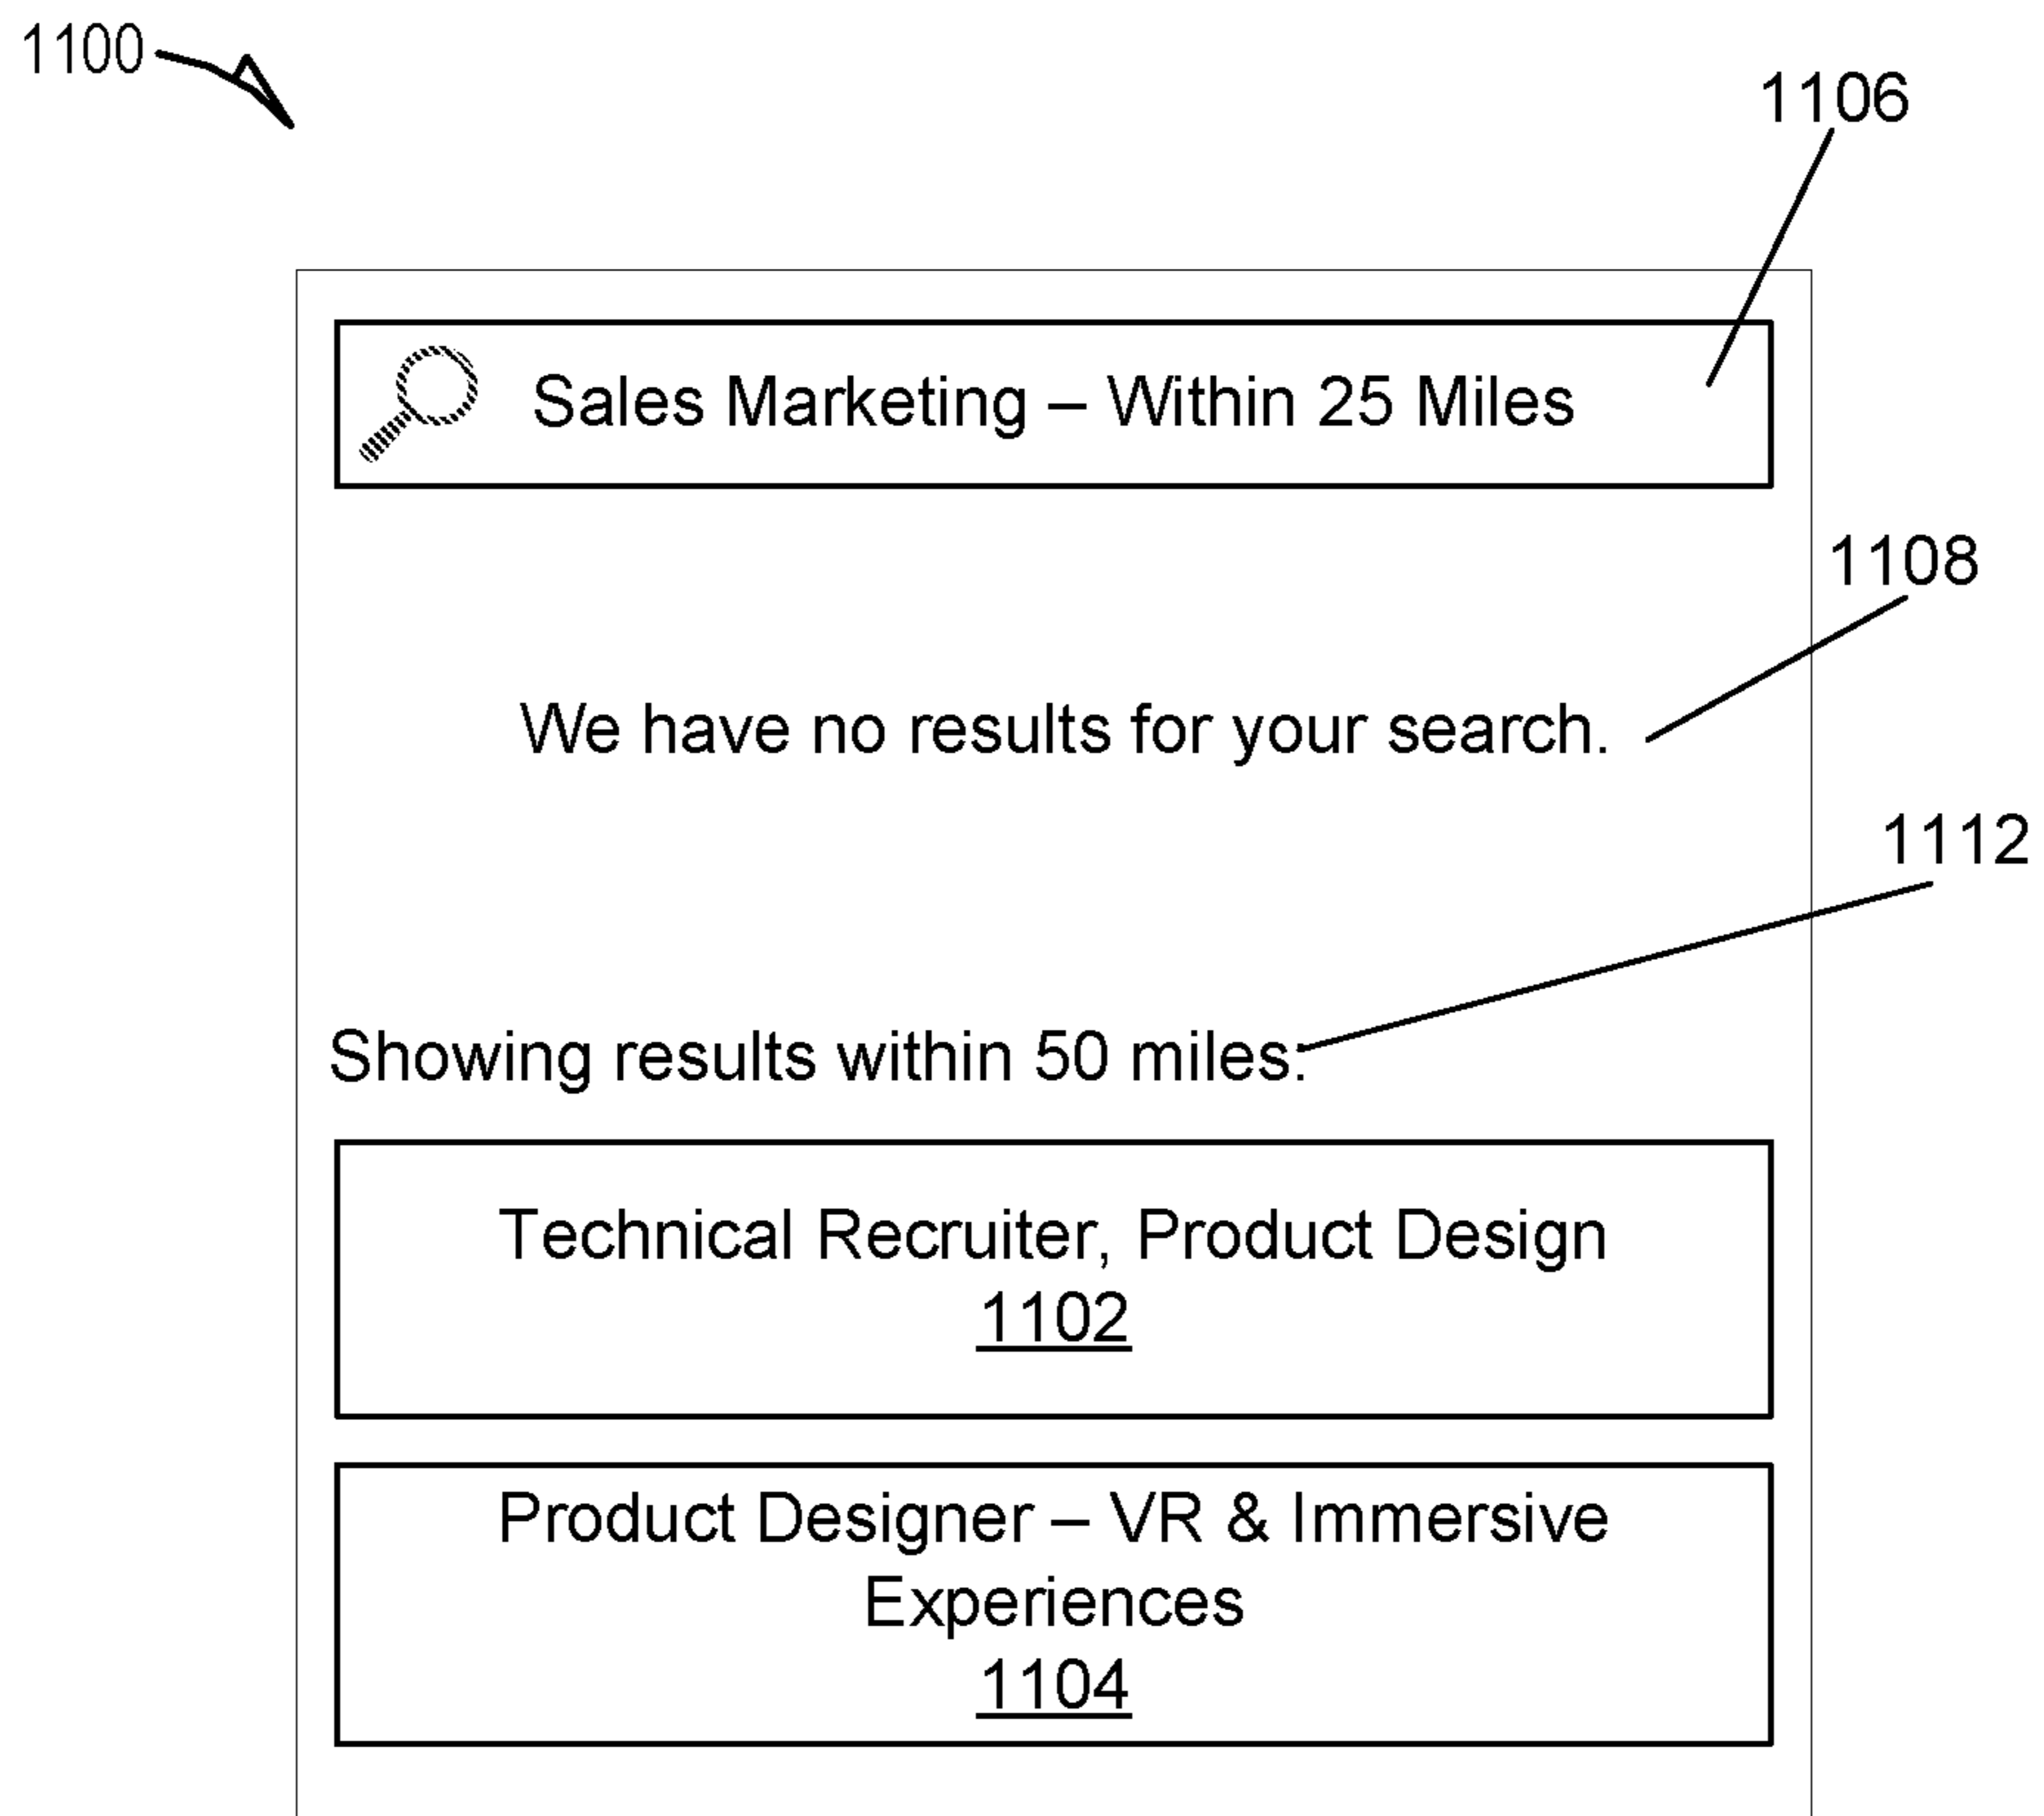 1100
1106
Sales Marketing – Within 25 Miles
1108
We have no results for your search.
1112
Showing results within 50 miles:
Technical Recruiter, Product Design
1102
Product Designer – VR & Immersive
Experiences
1104